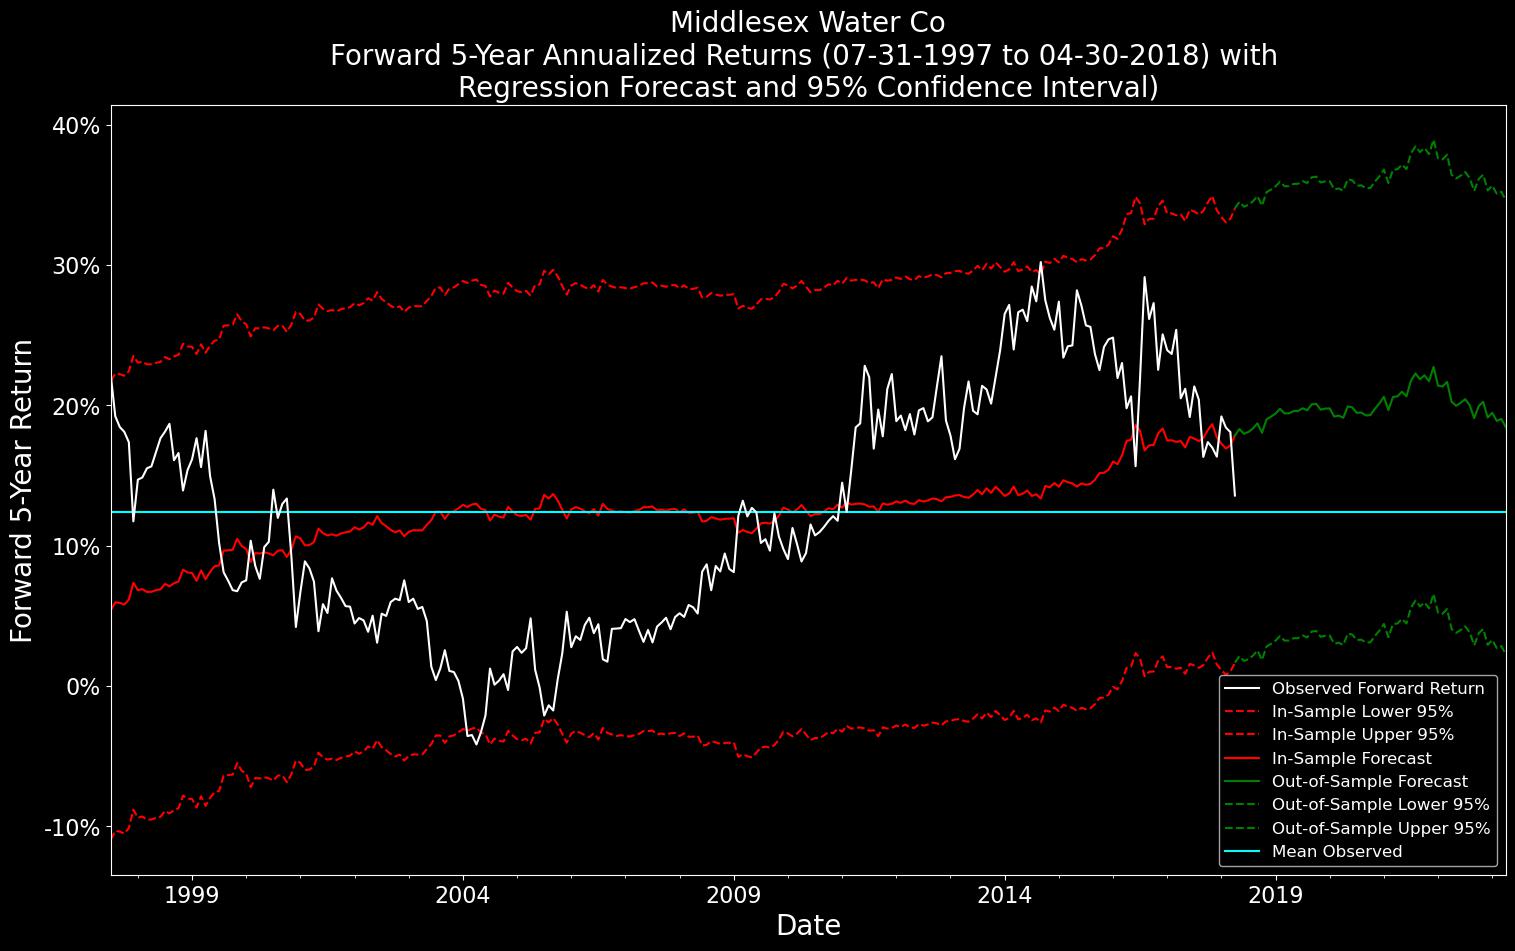 Middlesex Water Co
Forward 5-Year Annualized Returns (07-31-1997 to 04-30-2018) with
Regression Forecast and 95% Confidence Interval)
Forward 5-Year Return
40%
30%
20%
10%
0%
-10%
Observed Forward Return
In-Sample Lower 95%
In-Sample Upper 95%
In-Sample Forecast
Out-of-Sample Forecast
Out-of-Sample Lower 95%
Out-of-Sample Upper 95%
Mean Observed
1999 2004 2009 2014 2019
Date